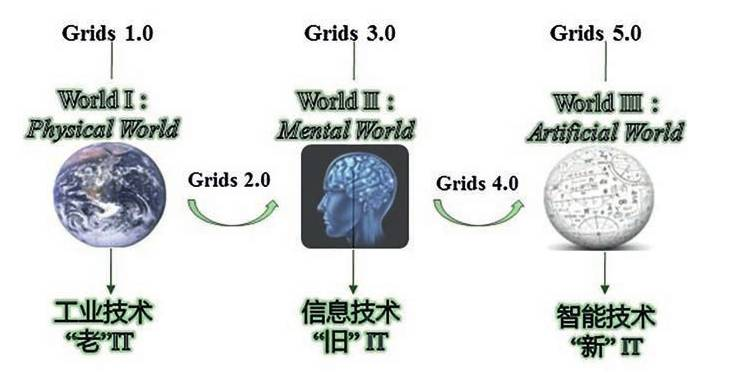 Grids 1.0
Grids 3.0
Grids 5.0
World Ⅰ:
Physical World
World Ⅱ:
Mental World
World Ⅲ:
Artificial World
Grids 2.0
Grids 4.0
工业技术
“老”IT
信息技术
“旧” IT
智能技术
“新” IT